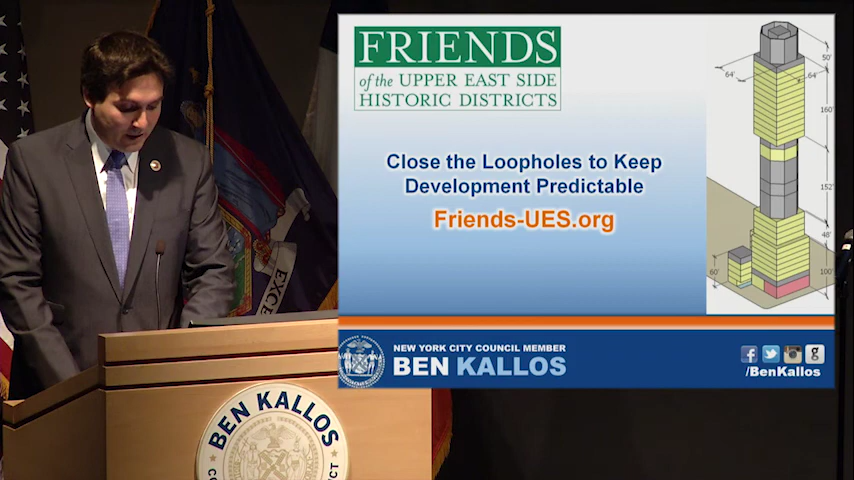 FRIENDS
of the UPPER EAST SIDE
HISTORIC DISTRICTS
Close the Loopholes to Keep
Development Predictable
Friends-UES.org
50'
64'
64'
160'
152'
48'
60'
100'
NEW YORK CITY COUNCIL MEMBER
BEN KALLOS
/BenKallos
BEN KALLOS
EXCE